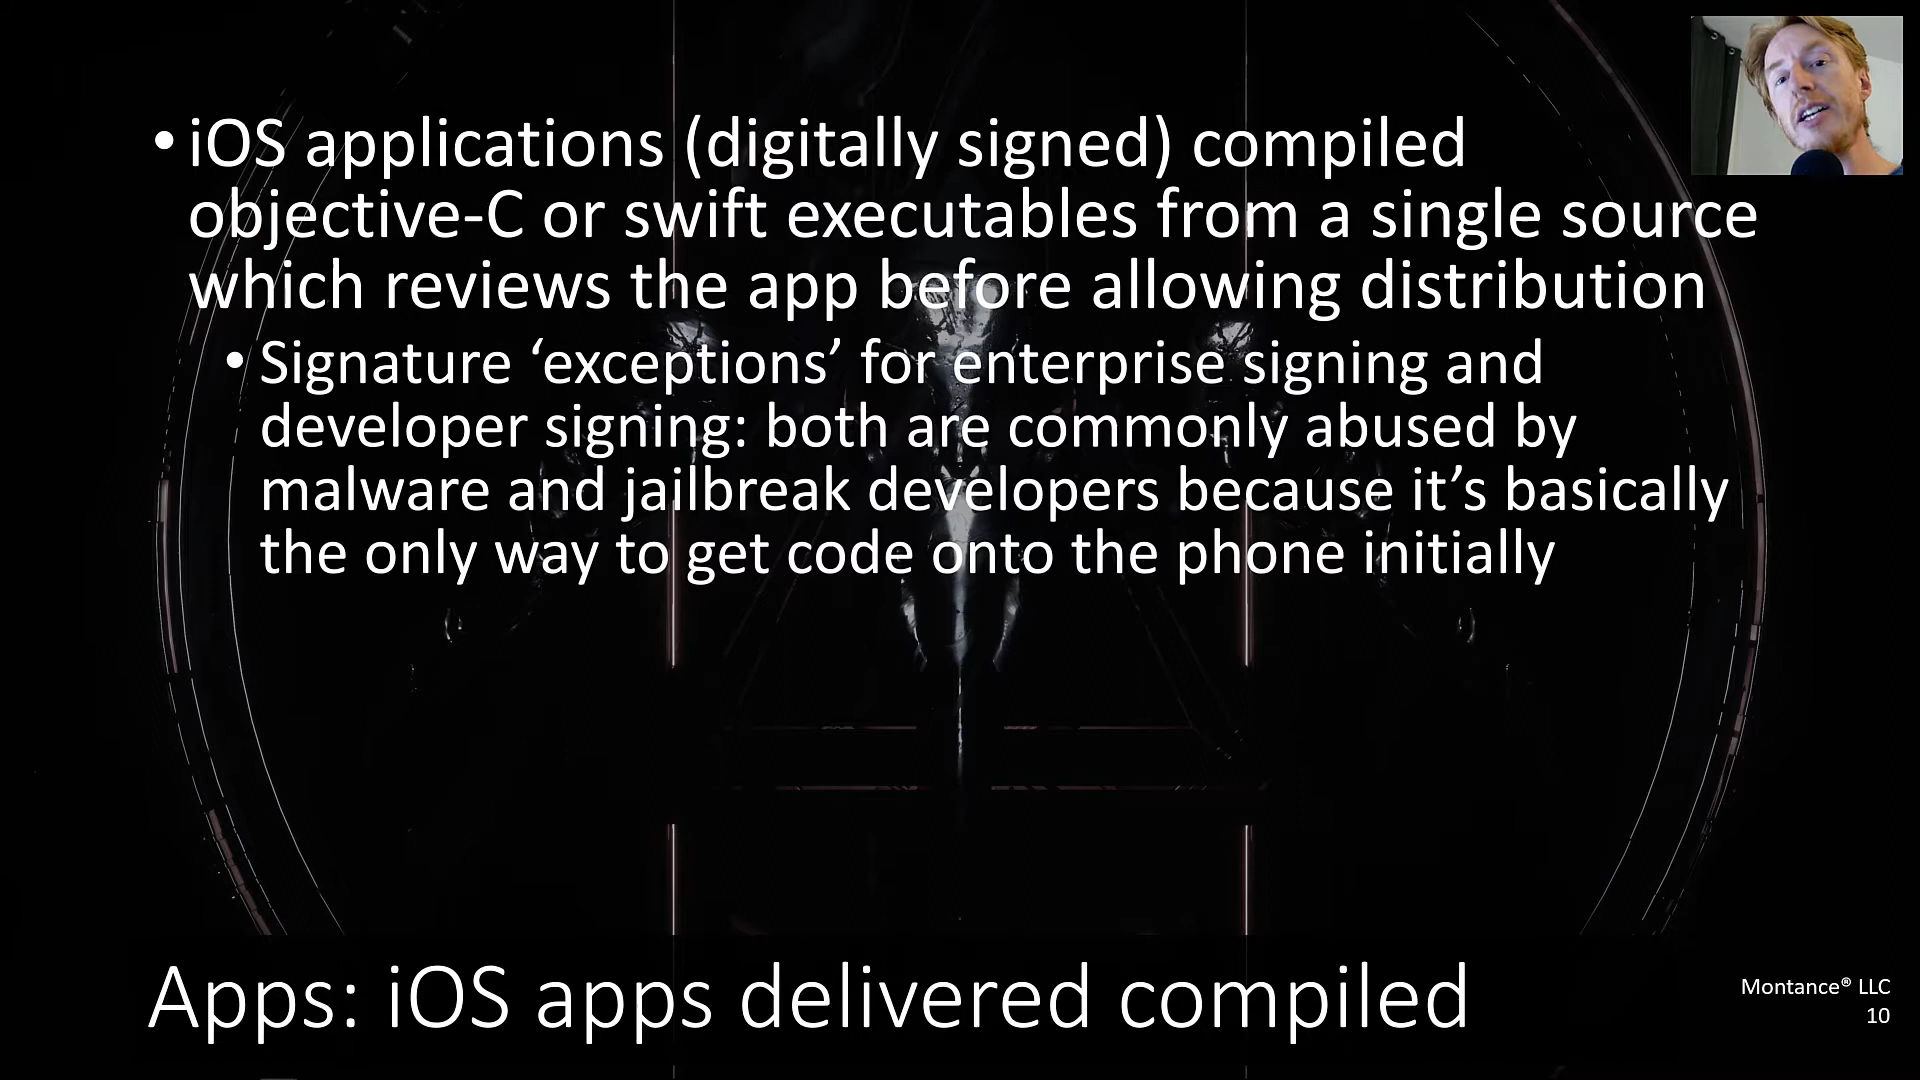 • iOS applications (digitally signed) compiled
objective-C or swift executables from a single source
which reviews the app before allowing distribution
• Signature ‘exceptions’ for enterprise signing and
developer signing: both are commonly abused by
malware and jailbreak developers because it’s basically
the only way to get code onto the phone initially
Apps: iOS apps delivered compiled
Montance® LLC
10